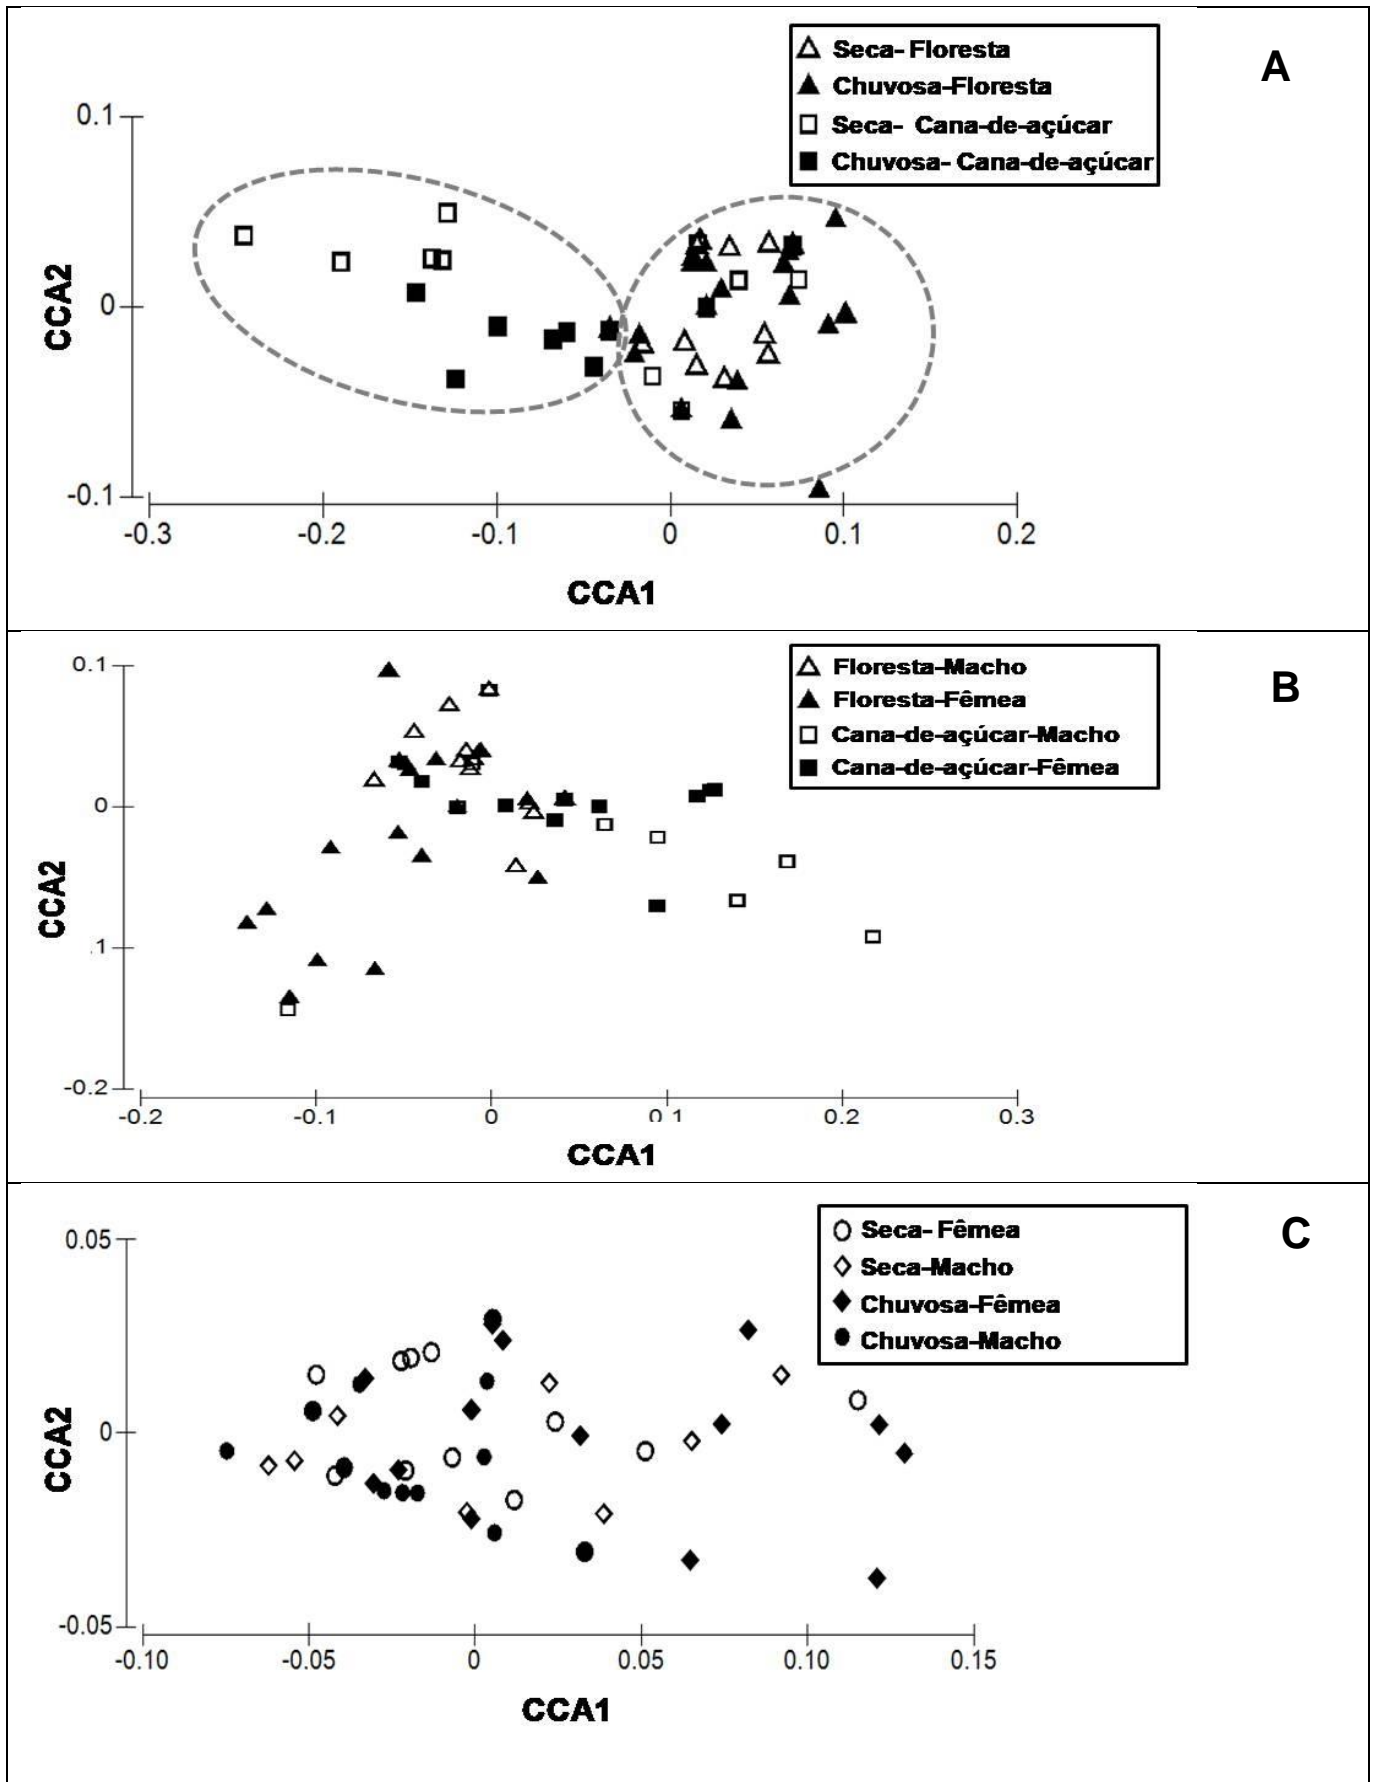 A
Seca- Floresta
Chuvosa-Floresta
Seca- Cana-de-açúcar
Chuvosa- Cana-de-açúcar
0.1
0
-0.1
CCA2
-0.3 -0.2 -0.1 0 0.1 0.2
CCA1
B
Floresta-Macho
Floresta-Fêmea
Cana-de-açúcar-Macho
Cana-de-açúcar-Fêmea
0.1
0
.1
-0.2
CCA2
-0.2 -0.1 0 0.1 0.2 0.3
CCA1
C
Seca- Fêmea
Seca-Macho
Chuvosa-Fêmea
Chuvosa-Macho
0.05
0
-0.05
CCA2
-0.10 -0.05 0 0.05 0.10 0.15
CCA1